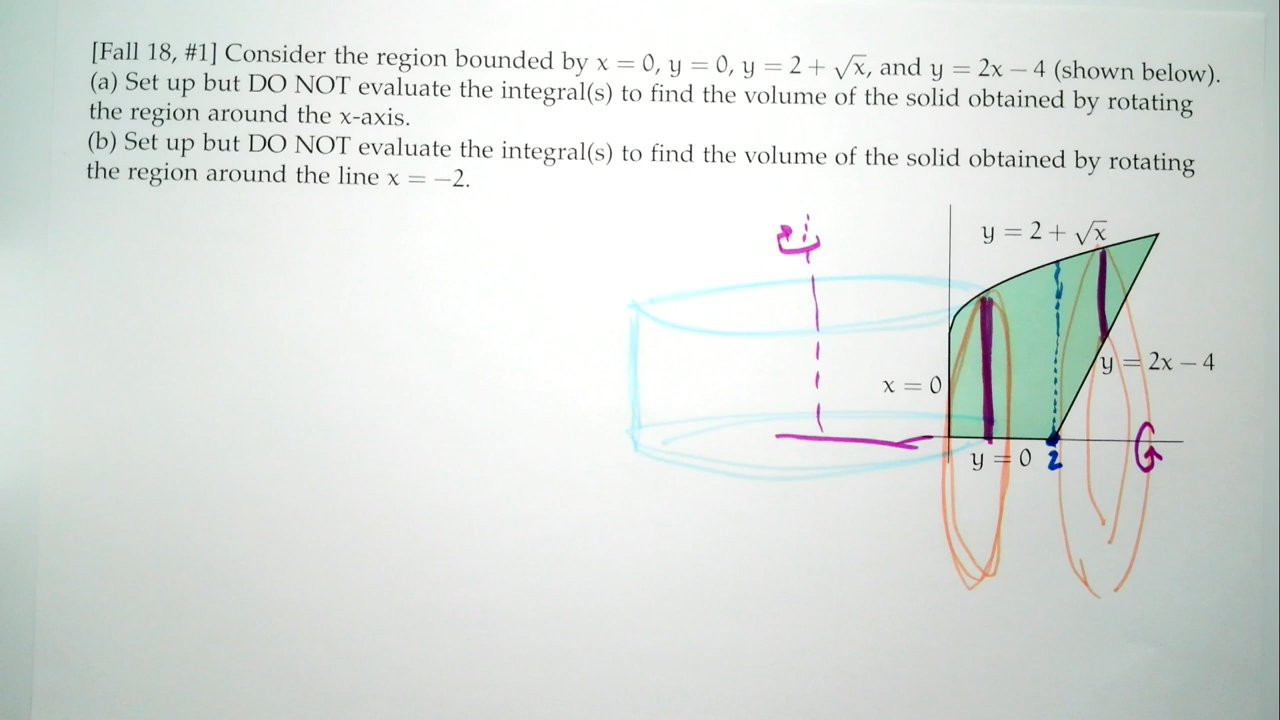 [Fall 18, #1] Consider the region bounded by x = 0, y = 0, y = 2 + √x, and y = 2x − 4 (shown below).
(a) Set up but DO NOT evaluate the integral(s) to find the volume of the solid obtained by rotating
the region around the x-axis.
(b) Set up but DO NOT evaluate the integral(s) to find the volume of the solid obtained by rotating
the region around the line x = −2.
y = 2 + √x
y = 2x − 4
x = 0
y = 0
2